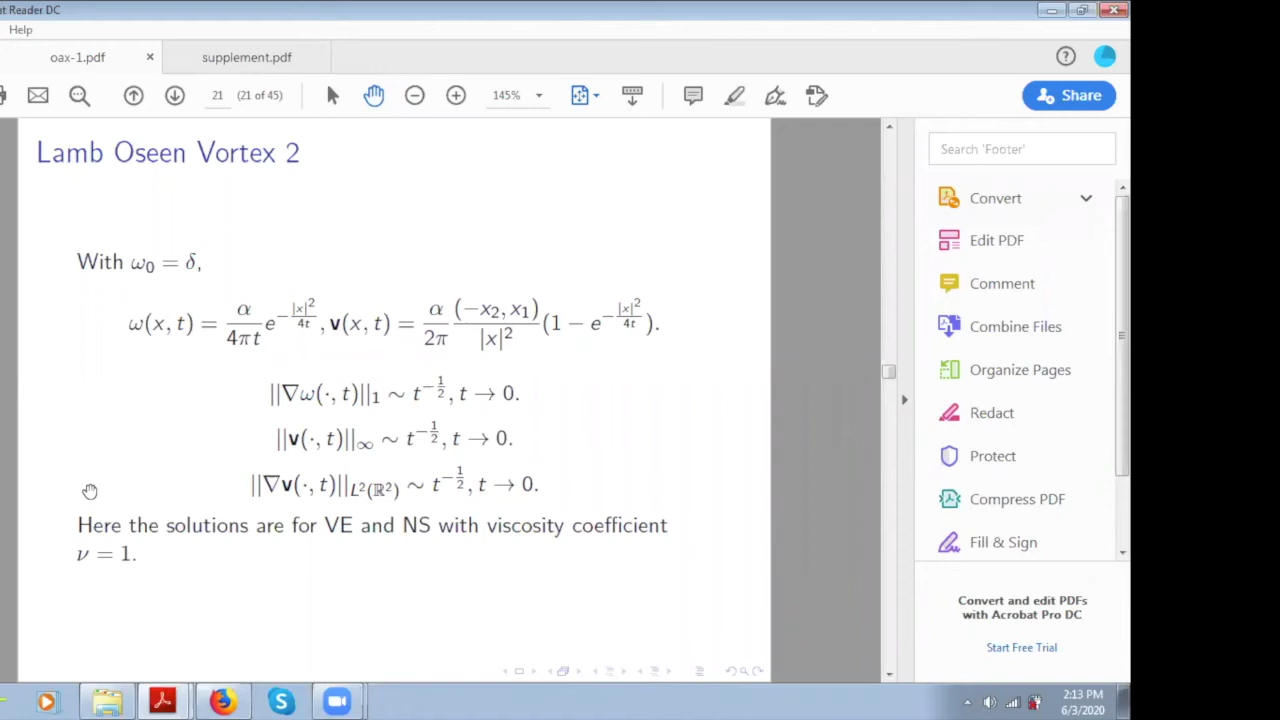 at Reader DC
Help
oax-1.pdf × supplement.pdf
21 (21 of 45) 145% Share
Lamb Oseen Vortex 2
With ω₀ = δ,
ω(x, t) = α/(4πt) e^{−|x|²/(4t)}, v(x, t) = α/(2π) (−x₂, x₁)/|x|² (1 − e^{−|x|²/(4t)}).
||∇ω(·, t)||₁ ∼ t^{−1/2}, t → 0.
||v(·, t)||_∞ ∼ t^{−1/2}, t → 0.
||∇v(·, t)||_{L²(ℝ²)} ∼ t^{−1/2}, t → 0.
Here the solutions are for VE and NS with viscosity coefficient
ν = 1.
Search 'Footer'
Convert
Edit PDF
Comment
Combine Files
Organize Pages
Redact
Protect
Compress PDF
Fill & Sign
Convert and edit PDFs
with Acrobat Pro DC
Start Free Trial
2:13 PM
6/3/2020